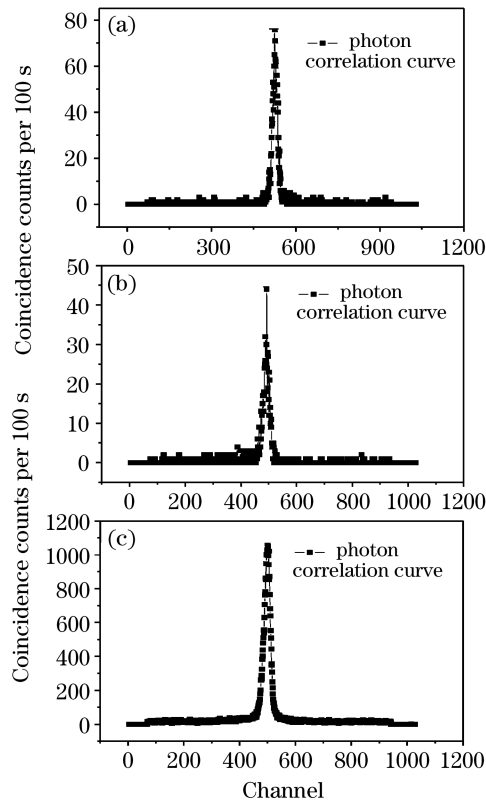 (a)
photon
correlation curve
80
60
40
20
0
0 300 600 900 1200
Coincidence counts per 100 s
(b)
photon
correlation curve
50
40
30
20
10
0
0 200 400 600 800 1000 1200
Coincidence counts per 100 s
(c)
photon
correlation curve
1200
1000
800
600
400
200
0
0 200 400 600 800 1000 1200
Channel